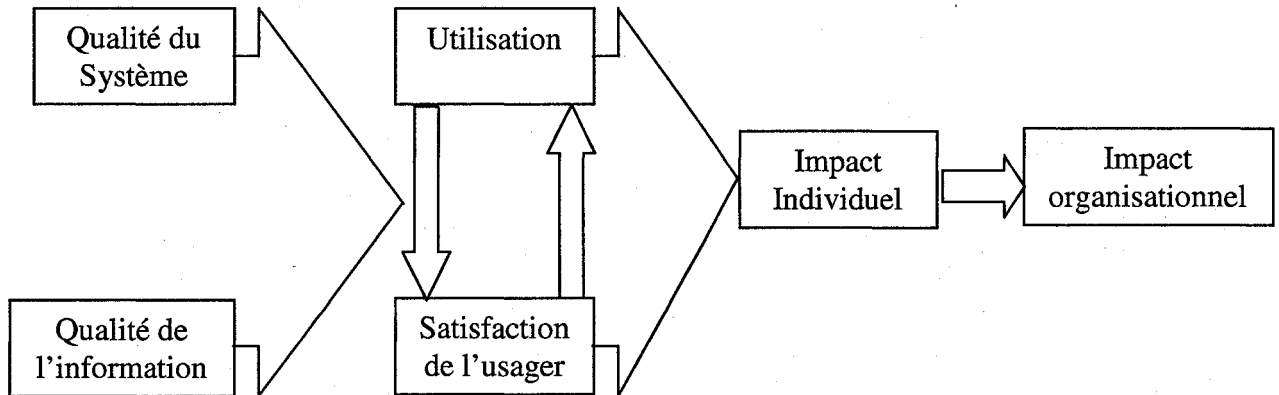 Qualité du
Système
Utilisation
Impact
Individuel
Impact
organisationnel
Qualité de
l'information
Satisfaction
de l'usager